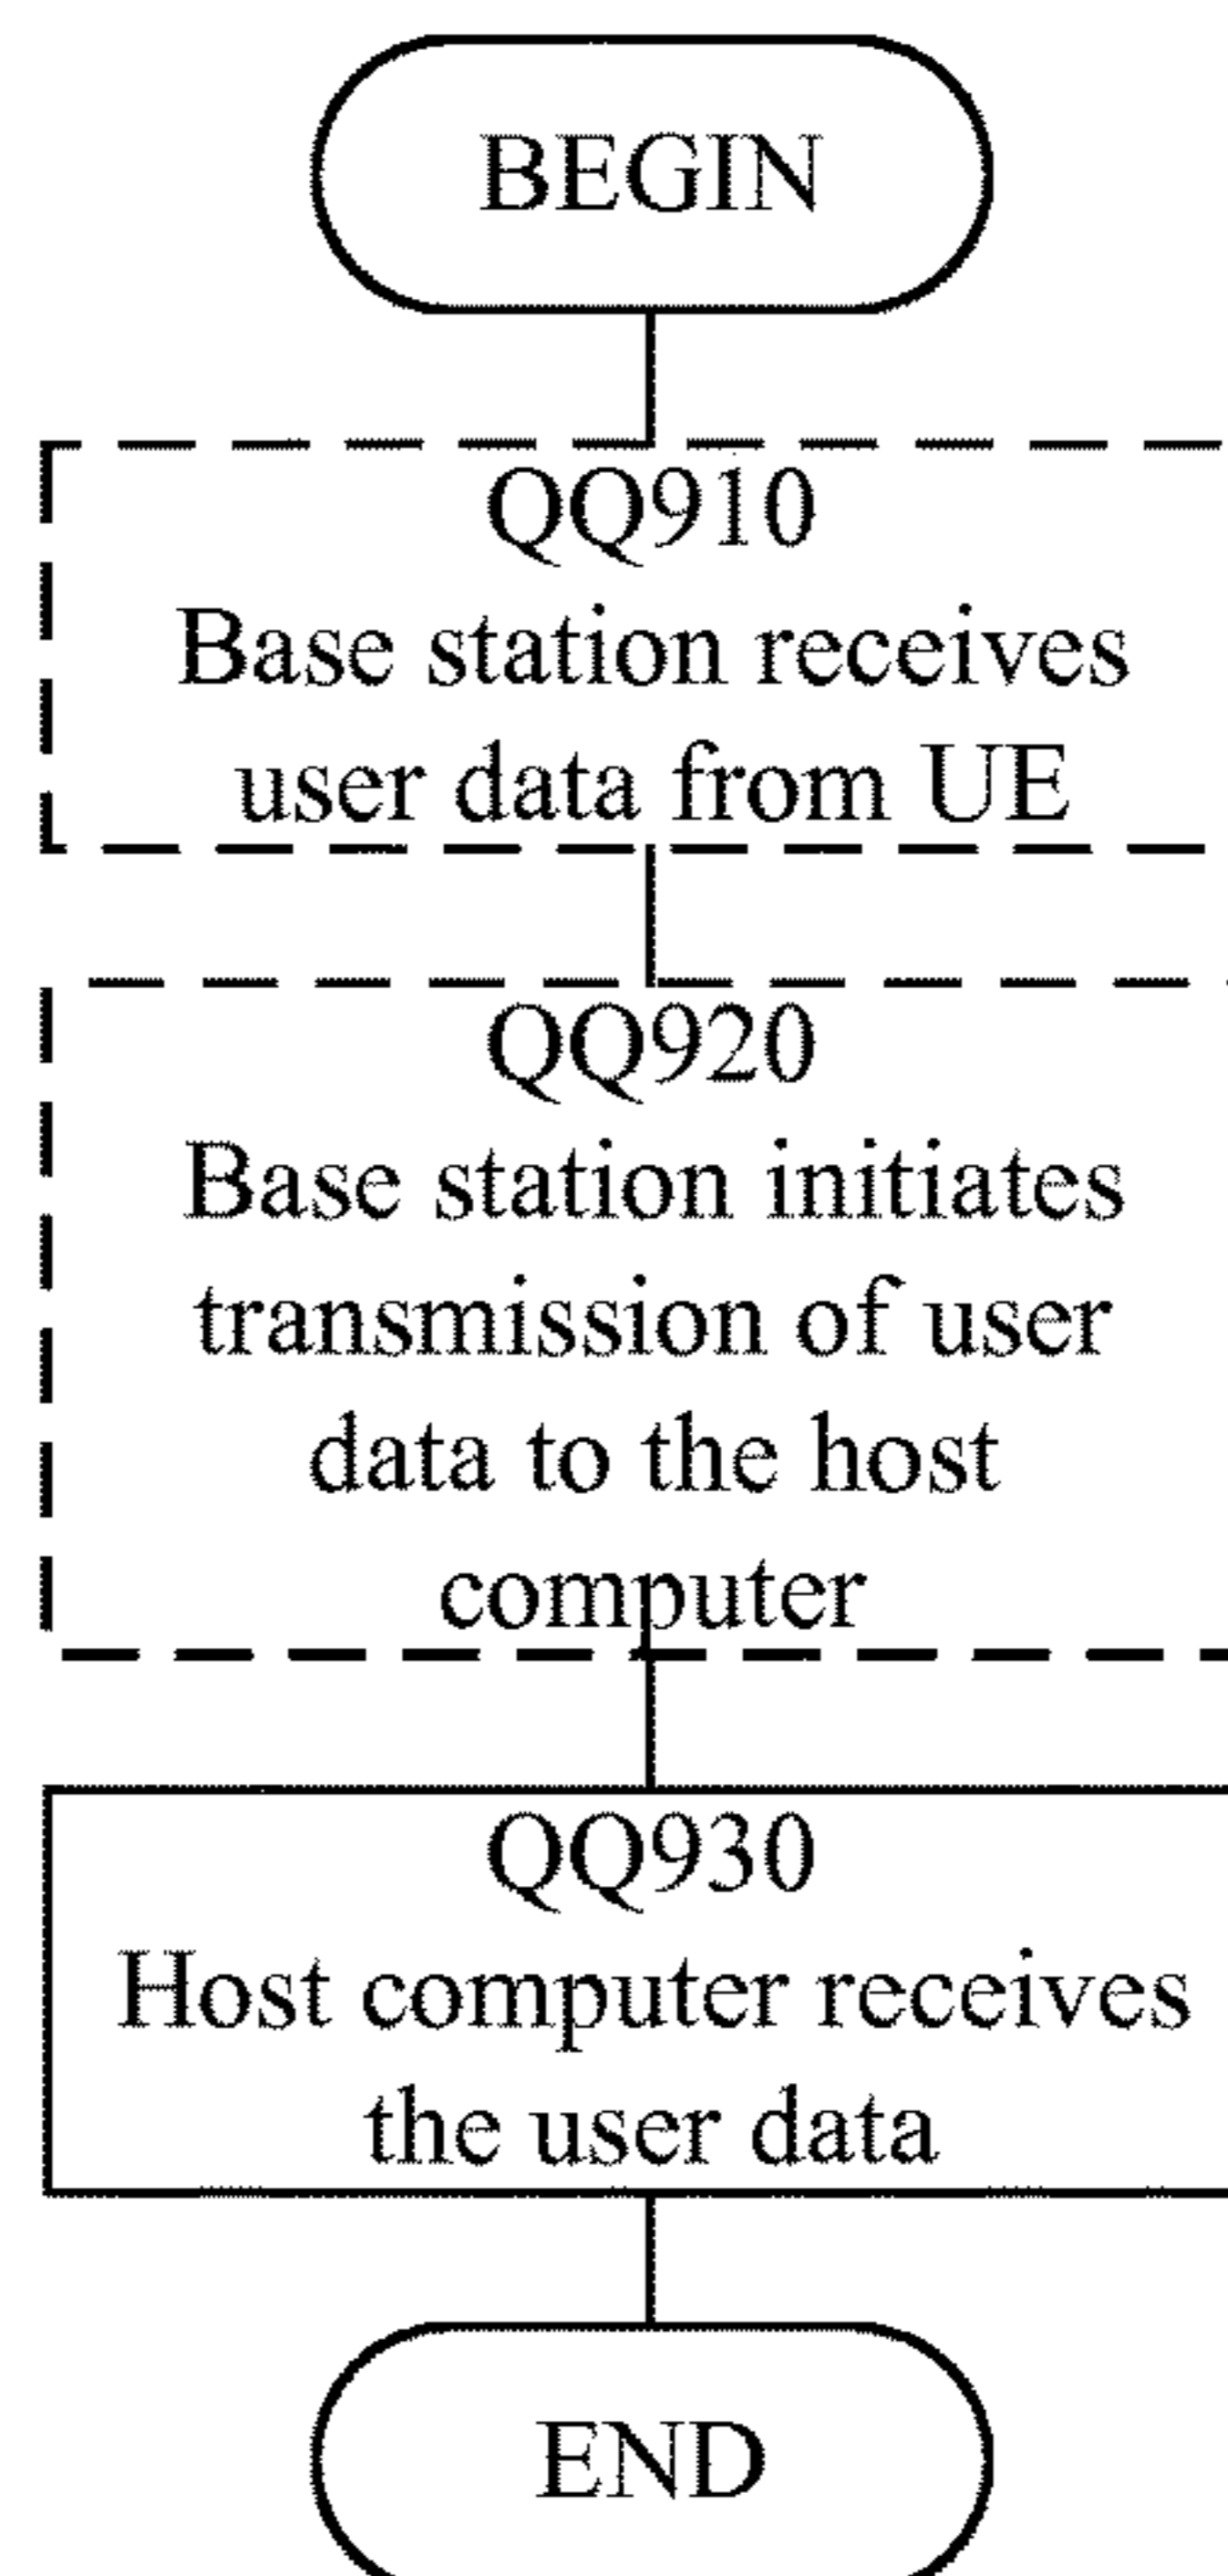 BEGIN
QQ910
Base station receives
user data from UE
QQ920
Base station initiates
transmission of user
data to the host
computer
QQ930
Host computer receives
the user data
END